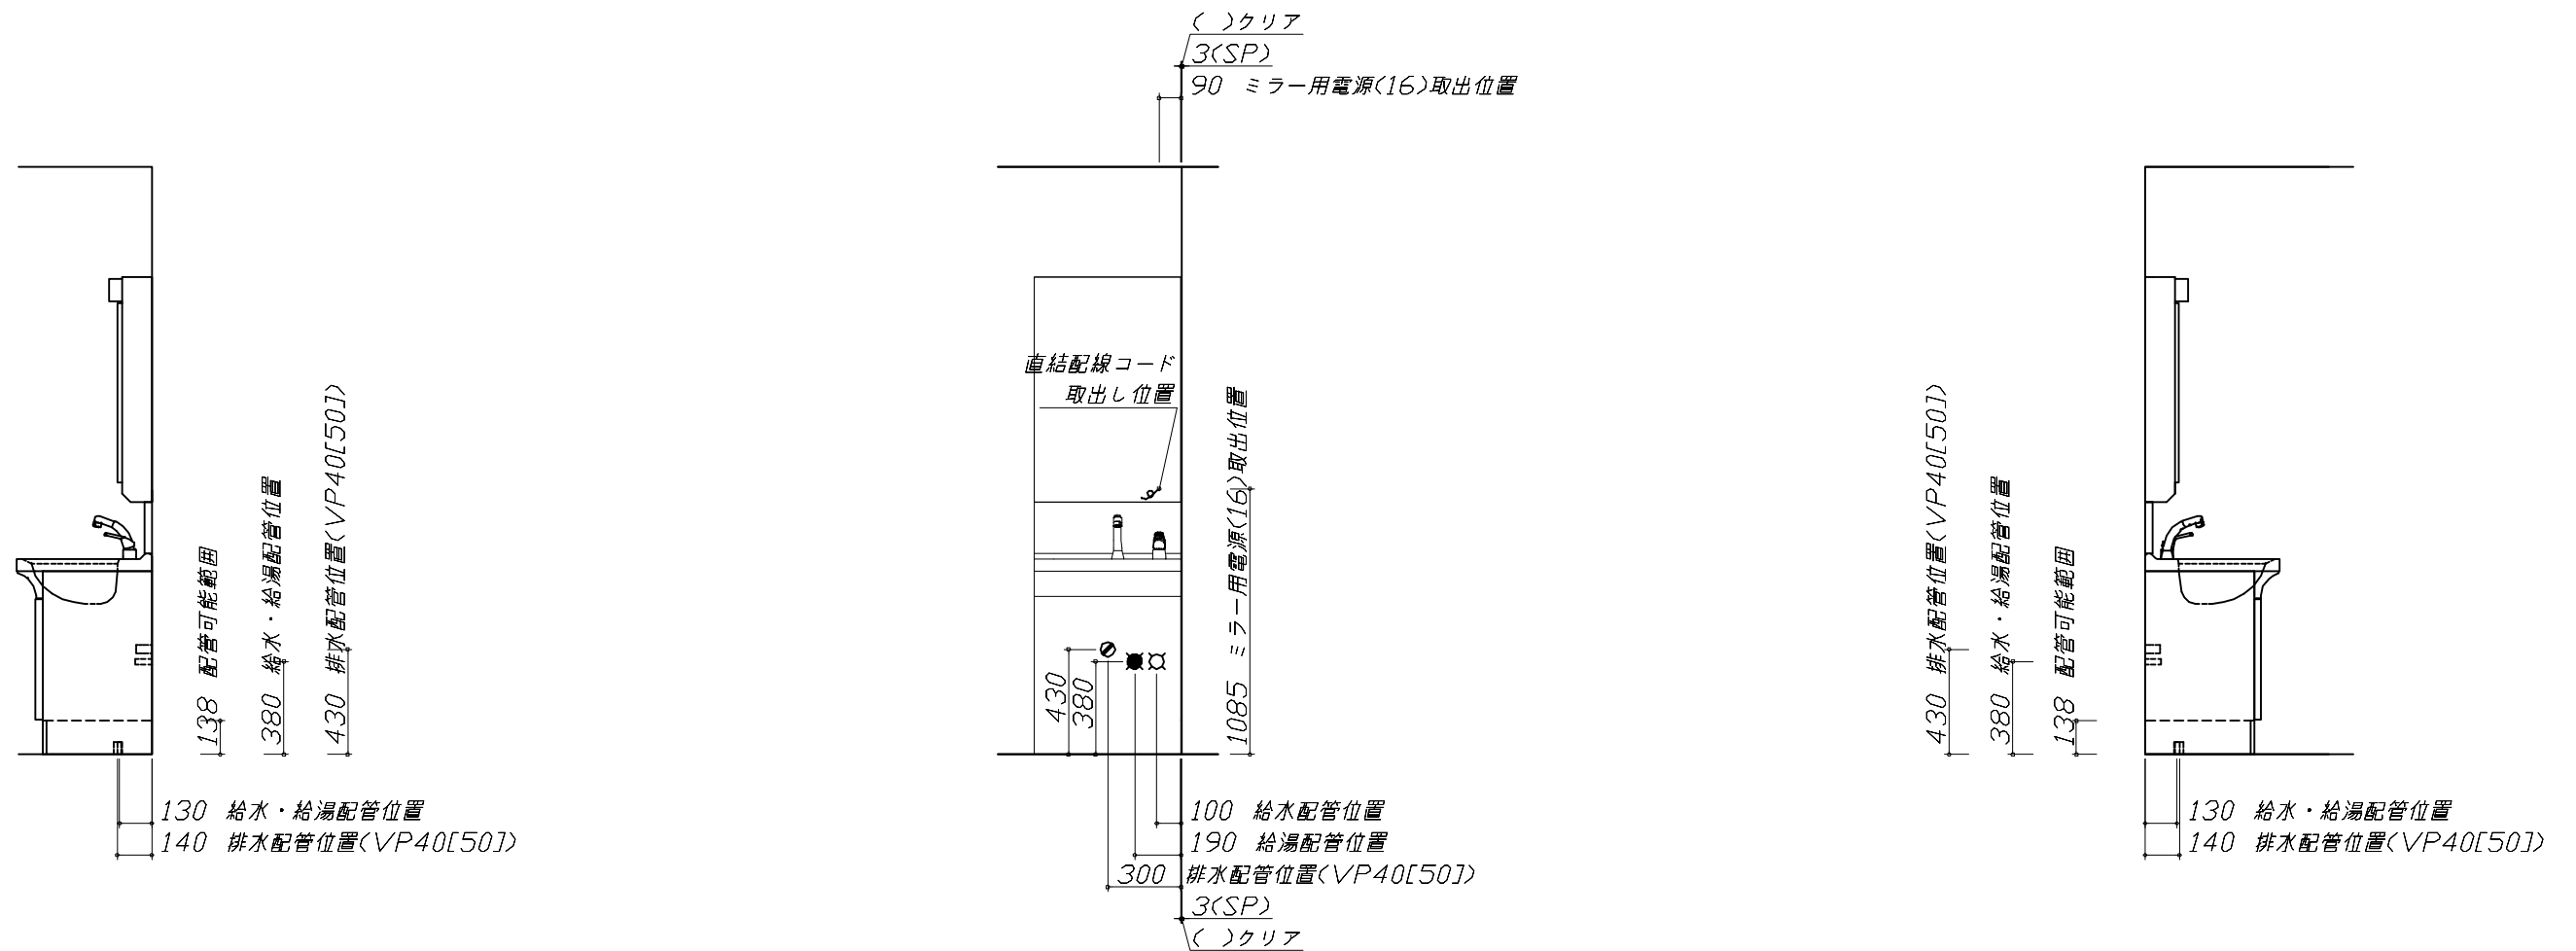 ( )クリア
3(SP)
90 ミラー用電源(16)取出位置
直結配線コード
取出し位置
1085 ミラー用電源(16)取出位置
430
380
100 給水配管位置
190 給湯配管位置
300 排水配管位置(VP40[50])
3(SP)
( )クリア
138 配管可能範囲
380 給水・給湯配管位置
430 排水配管位置(VP40[50])
130 給水・給湯配管位置
140 排水配管位置(VP40[50])
430 排水配管位置(VP40[50])
380 給水・給湯配管位置
138 配管可能範囲
130 給水・給湯配管位置
140 排水配管位置(VP40[50])